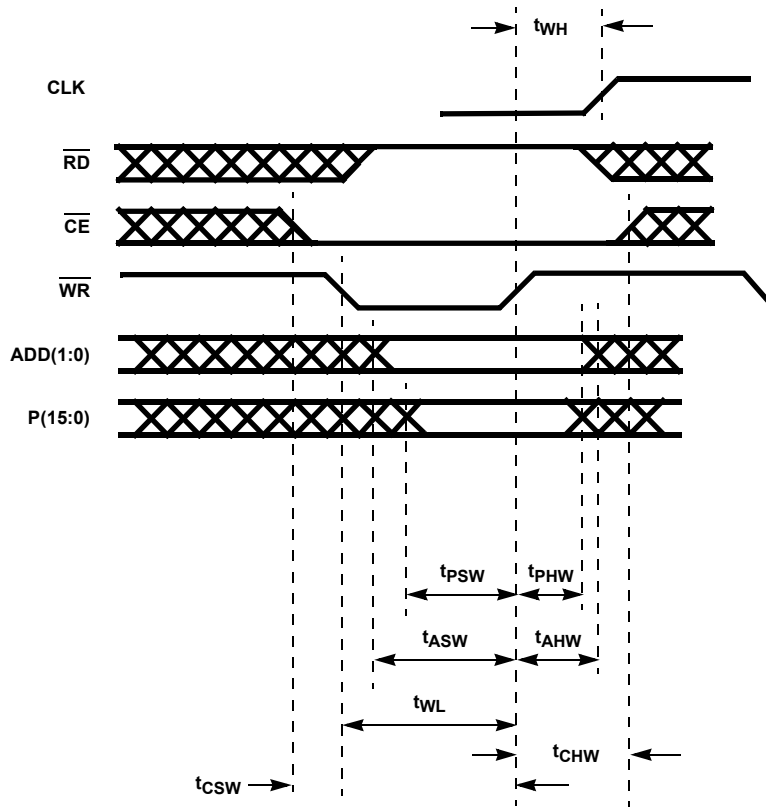 tWH
CLK
RD
CE
WR
ADD(1:0)
P(15:0)
tPSW
tPHW
tASW
tAHW
tWL
tCHW
tCSW